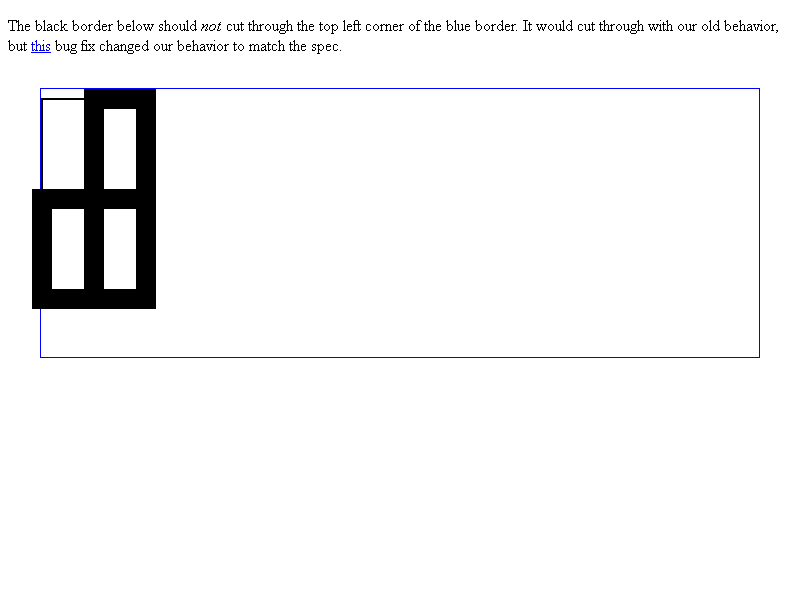 The black border below should not cut through the top left corner of the blue border. It would cut through with our old behavior,
but this bug fix changed our behavior to match the spec.